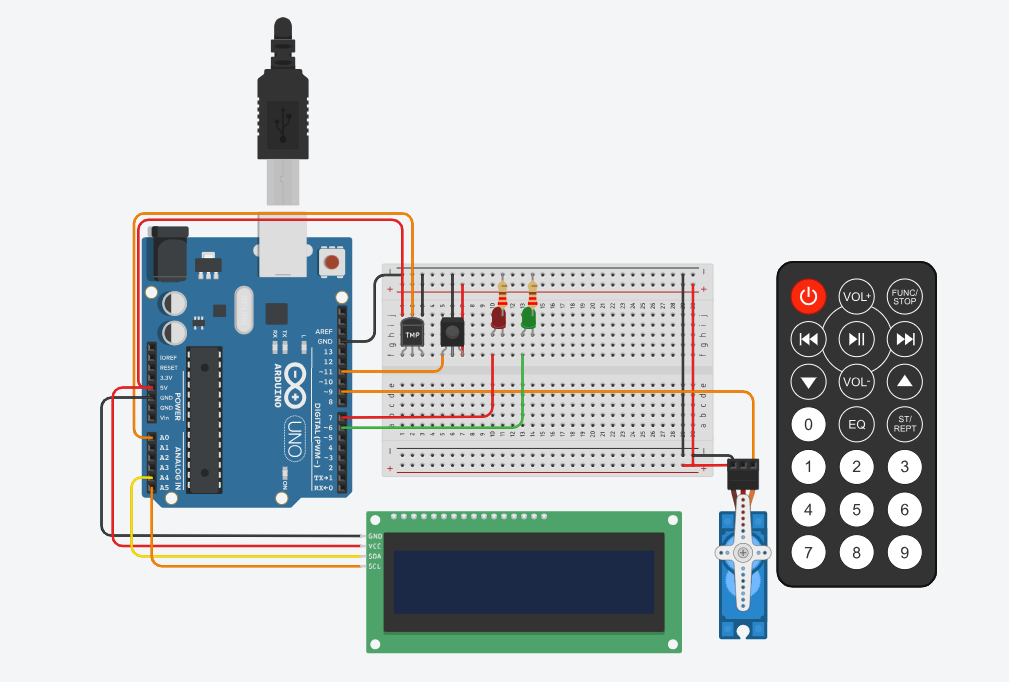 AREF
GND
13
12
~11
~10
~9
8
7
~6
~5
4
~3
2
TX→1
RX←0
DIGITAL (PWM~)
IOREF
RESET
3.3V
5V
GND
GND
Vin
POWER
A0
A1
A2
A3
A4
A5
ANALOG IN
RX
TX
L
ARDUINO
UNO
ON
TMP
j
i
h
g
f
e
d
c
b
a
GND
VCC
SDA
SCL
VOL+
FUNC/
STOP
VOL-
0
EQ
ST/
REPT
1
2
3
4
5
6
7
8
9